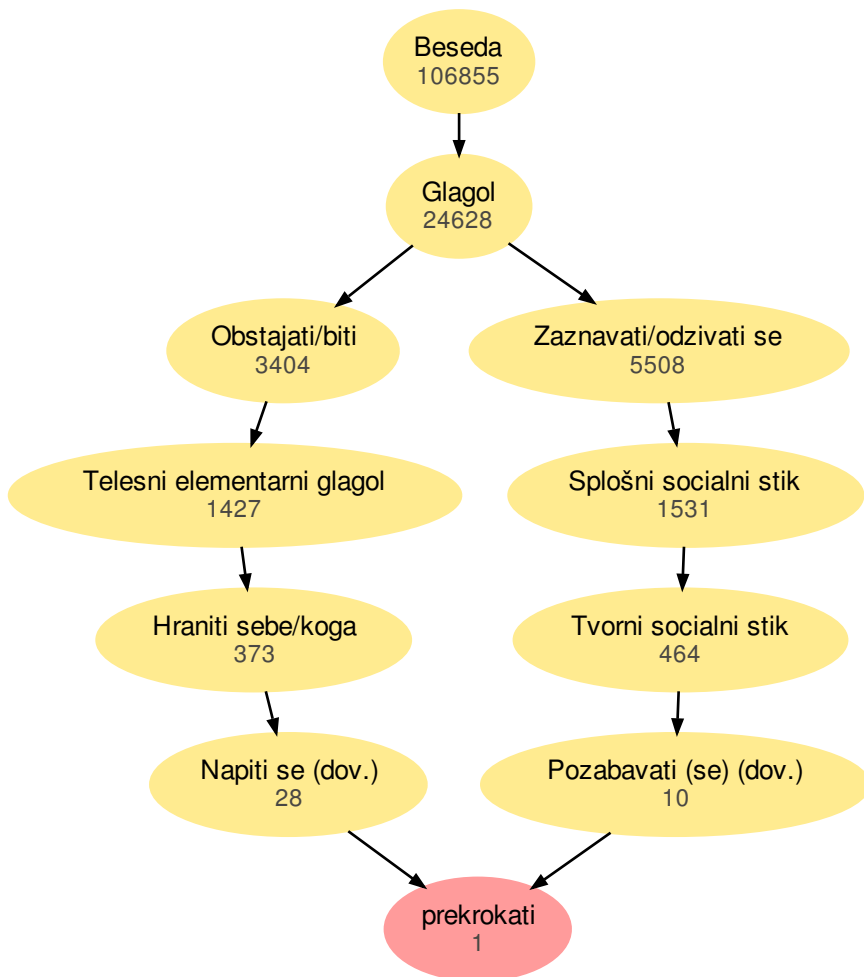 Beseda
106855
Glagol
24628
Obstajati/biti
3404
Zaznavati/odzivati se
5508
Telesni elementarni glagol
1427
Splošni socialni stik
1531
Hraniti sebe/koga
373
Tvorni socialni stik
464
Napiti se (dov.)
28
Pozabavati (se) (dov.)
10
prekrokati
1